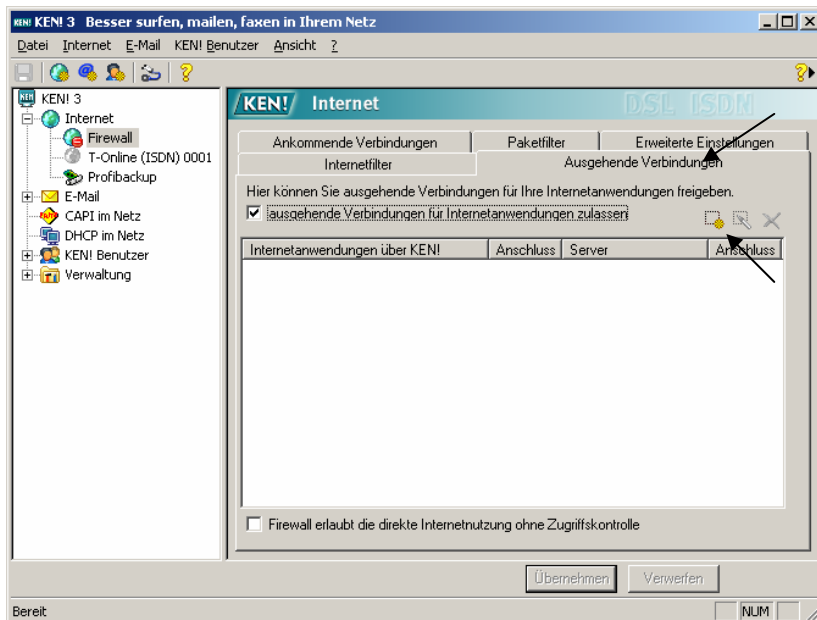 KEN! KEN! 3 Besser surfen, mailen, faxen in Ihrem Netz
Datei Internet E-Mail KEN! Benutzer Ansicht ?
KEN! 3
Internet
Firewall
T-Online (ISDN) 0001
Profibackup
E-Mail
CAPI im Netz
DHCP im Netz
KEN! Benutzer
Verwaltung
KEN! Internet DSL ISDN
Ankommende Verbindungen Paketfilter Erweiterte Einstellungen
Internetfilter Ausgehende Verbindungen
Hier können Sie ausgehende Verbindungen für Ihre Internetanwendungen freigeben.
ausgehende Verbindungen für Internetanwendungen zulassen
Internetanwendungen über KEN! Anschluss Server Anschluss
Firewall erlaubt die direkte Internetnutzung ohne Zugriffskontrolle
Übernehmen Verwerfen
Bereit NUM